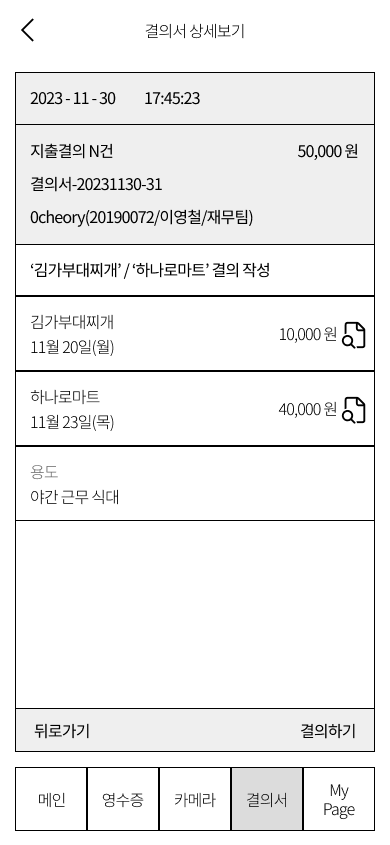 결의서 상세보기
2023 - 11 - 30 17:45:23
지출결의 N건 50,000 원
결의서-20231130-31
0cheory(20190072/이영철/재무팀)
‘김가부대찌개’ / ‘하나로마트’ 결의 작성
김가부대찌개
11월 20일(월) 10,000 원
하나로마트
11월 23일(목) 40,000 원
용도
야간 근무 식대
뒤로가기 결의하기
메인 영수증 카메라 결의서 My
Page